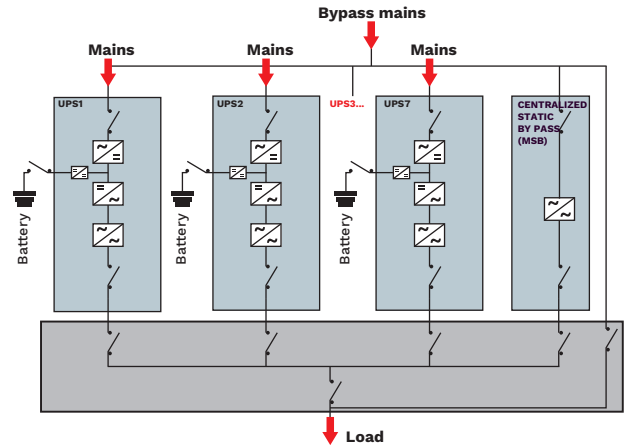 Bypass mains
Mains
Mains
Mains
UPS1
UPS2
UPS3...
UPS7
CENTRALIZED
STATIC
BY PASS
(MSB)
Battery
Battery
Battery
Load